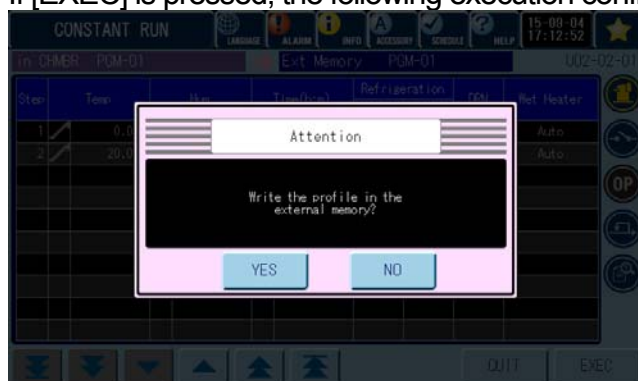 If [EXEC] is pressed, the following execution confi
CONSTANT RUN
LANGUAGE ALARM INFO ACCESSORY SCHEDULE HELP
15-09-04
17:12:52
in CHMBR PGM-01 Ext Memory PGM-01 U02-02-01
Step Temp Hum Time(h:m) Refrigeration DRN Wet Heater
1 0.0 Auto
2 20.0 Auto
OP
Attention
Write the profile in the
external memory?
YES NO
QUIT EXEC